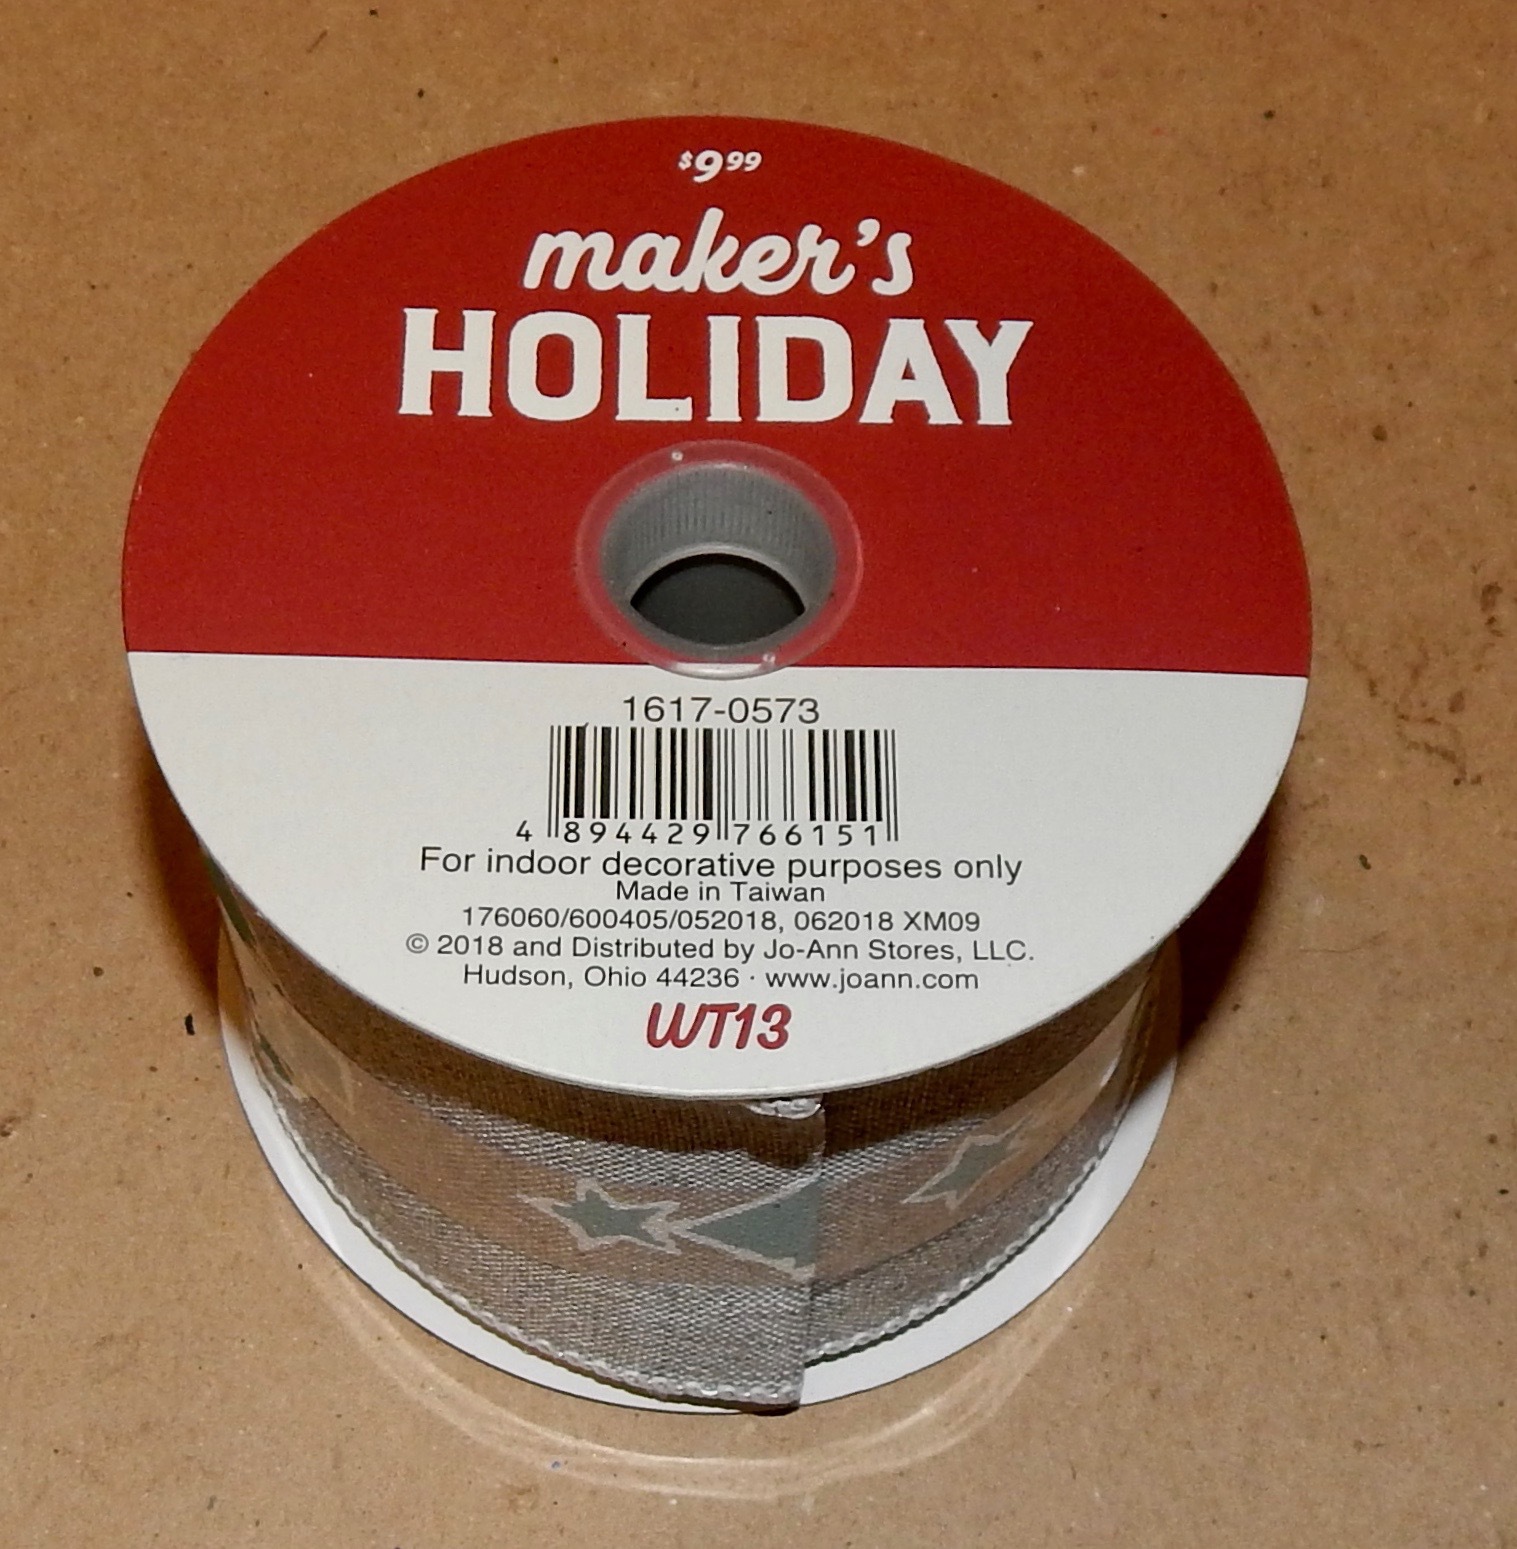 $9.99
maker's
HOLIDAY
1617-0573
4 894429 766151
For indoor decorative purposes only
Made in Taiwan
176060/600405/052018, 062018 XM09
© 2018 and Distributed by Jo-Ann Stores, LLC.
Hudson, Ohio 44236 · www.joann.com
WT13